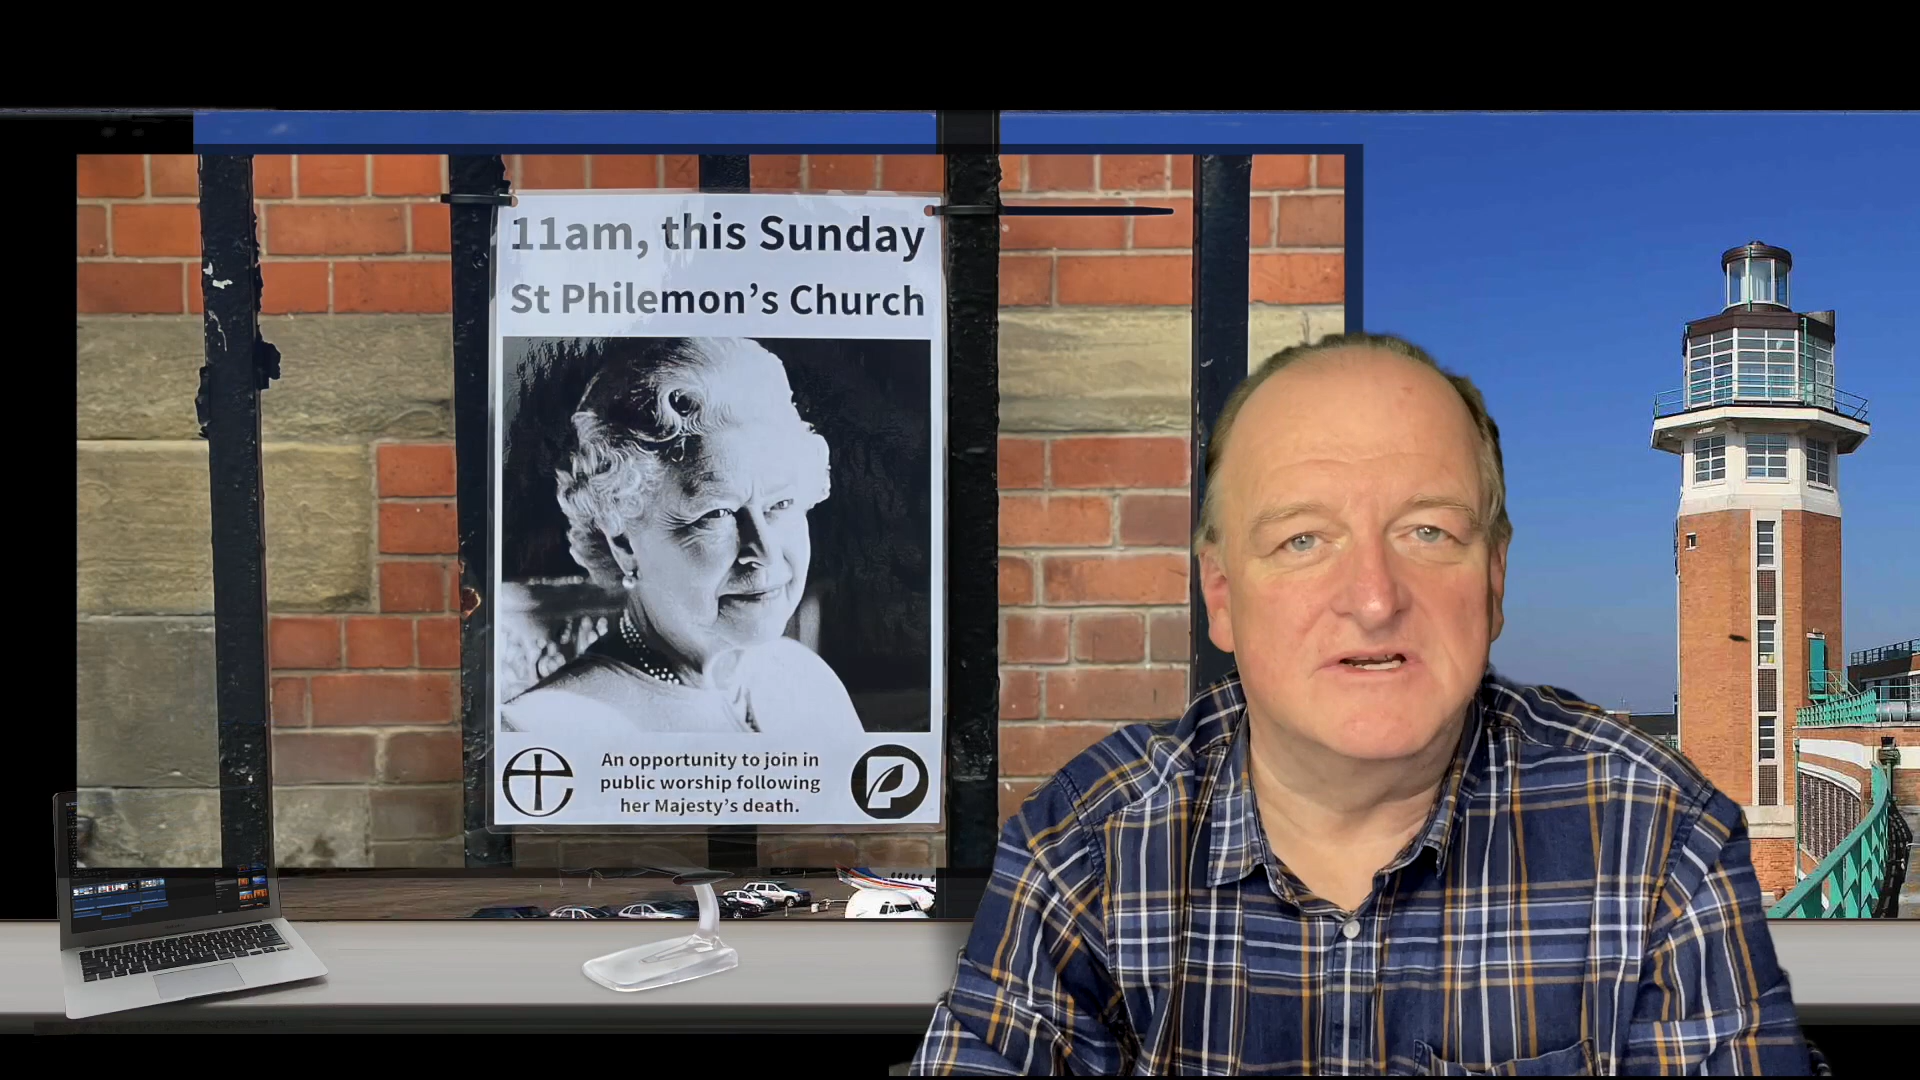 11am, this Sunday
St Philemon’s Church
An opportunity to join in
public worship following
her Majesty’s death.